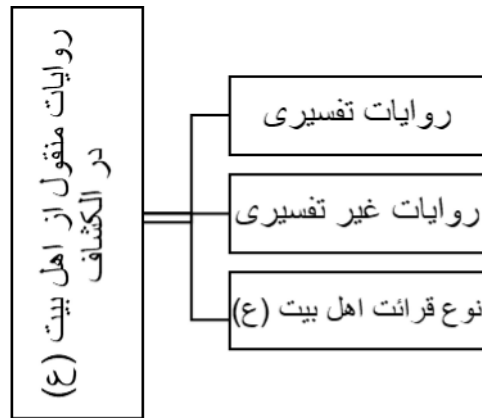 روایات منقول از اهل بیت (ع)
در الکشاف
روایات تفسیری
روایات غیر تفسیری
نوع قرائت اهل بیت (ع)